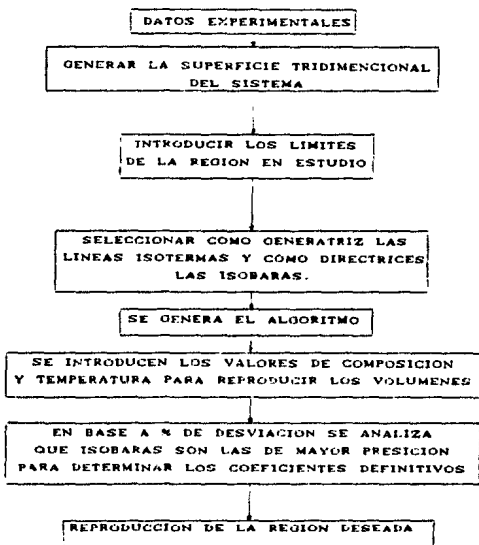 DATOS EXPERIMENTALES
GENERAR LA SUPERFICIE TRIDIMENCIONAL
DEL SISTEMA
INTRODUCIR LOS LIMITES
DE LA REGION EN ESTUDIO
SELECCIONAR COMO GENERATRIZ LAS
LINEAS ISOTERMAS Y COMO DIRECTRICES
LAS ISOBARAS.
SE GENERA EL ALGORITMO
SE INTRODUCEN LOS VALORES DE COMPOSICION
Y TEMPERATURA PARA REPRODUCIR LOS VOLUMENES
EN BASE A % DE DESVIACION SE ANALIZA
QUE ISOBARAS SON LAS DE MAYOR PRESICION
PARA DETERMINAR LOS COEFICIENTES DEFINITIVOS
REPRODUCCION DE LA REGION DESEADA